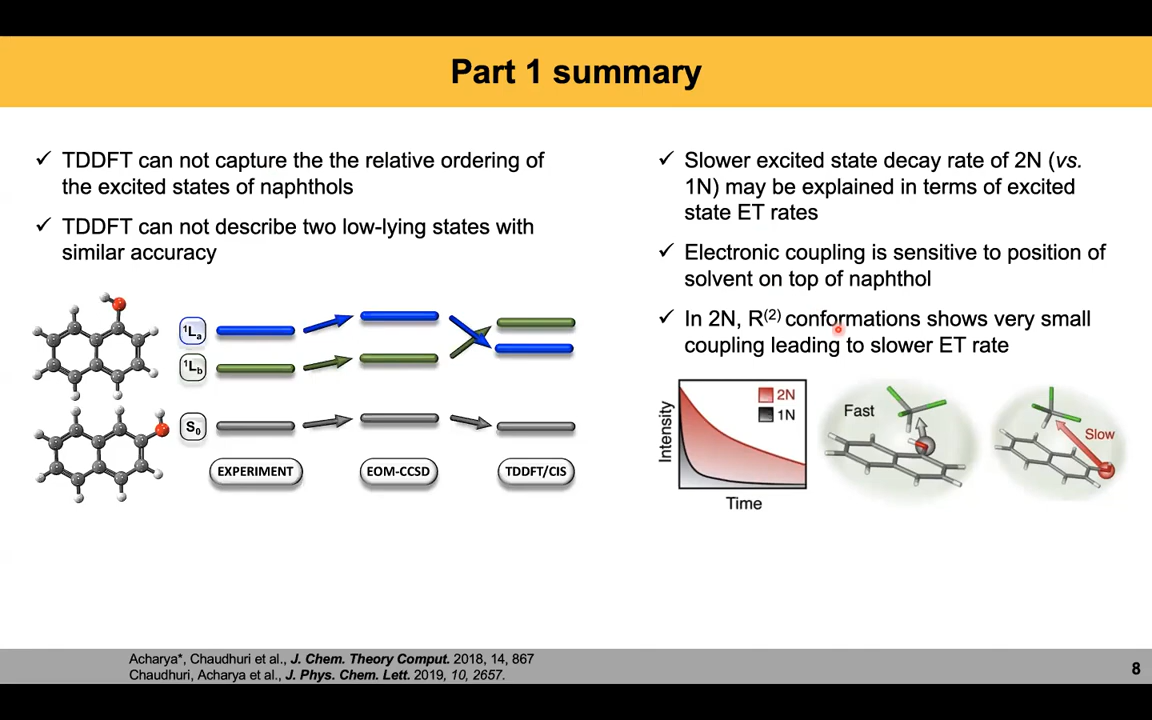 Part 1 summary
✓ TDDFT can not capture the the relative ordering of
the excited states of naphthols
✓ TDDFT can not describe two low-lying states with
similar accuracy
¹Lₐ
¹L_b
S₀
EXPERIMENT
EOM-CCSD
TDDFT/CIS
✓ Slower excited state decay rate of 2N (vs.
1N) may be explained in terms of excited
state ET rates
✓ Electronic coupling is sensitive to position of
solvent on top of naphthol
✓ In 2N, R⁽²⁾ conformations shows very small
coupling leading to slower ET rate
Intensity
2N
1N
Time
Fast
Slow
Acharya*, Chaudhuri et al., J. Chem. Theory Comput. 2018, 14, 867
Chaudhuri, Acharya et al., J. Phys. Chem. Lett. 2019, 10, 2657.
8